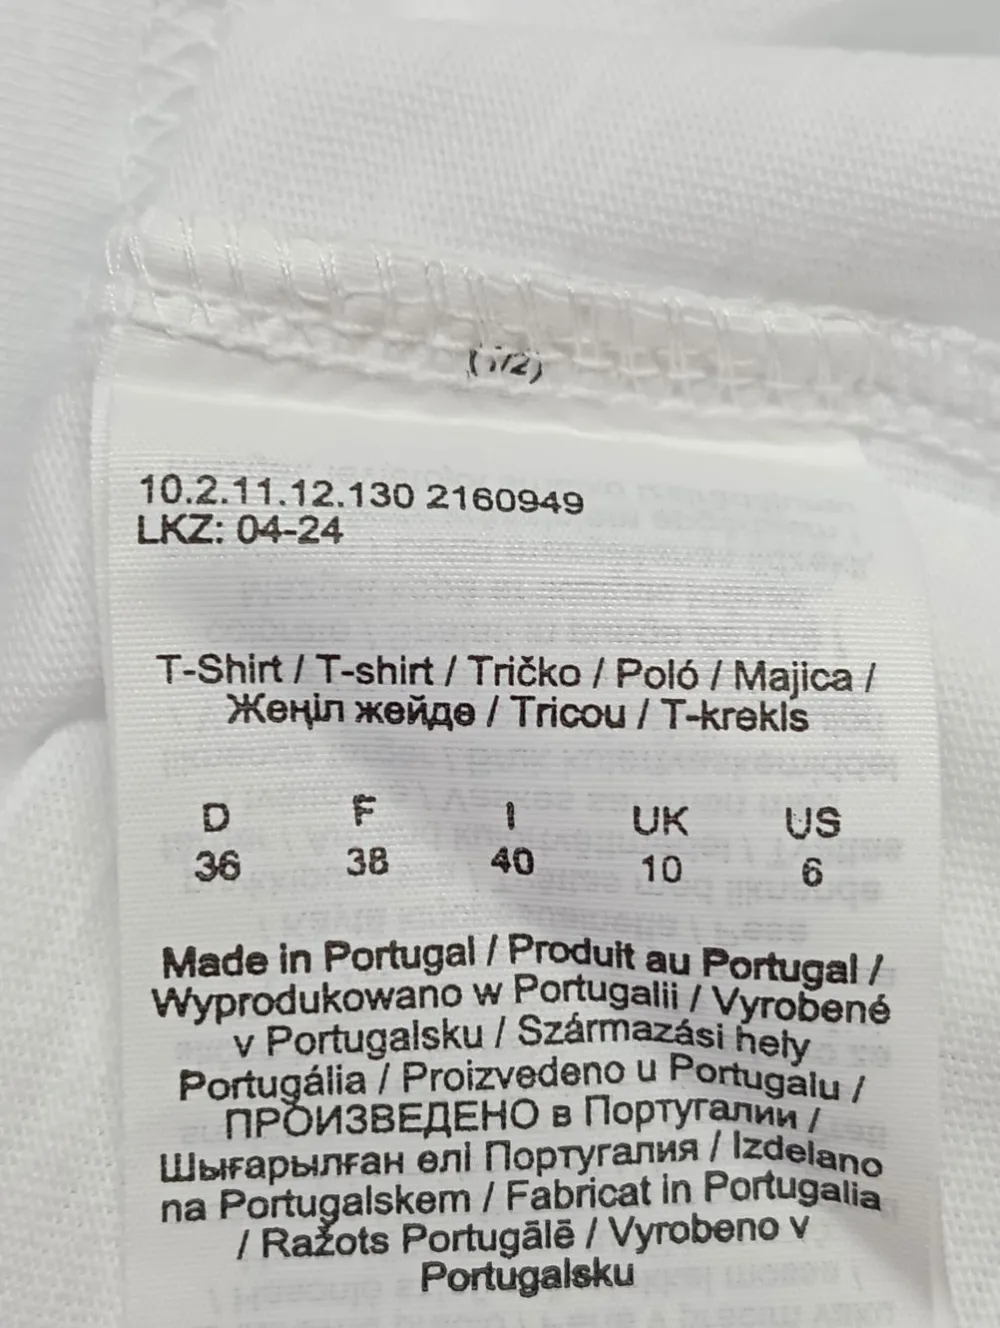 (1/2)
10.2.11.12.130 2160949
LKZ: 04-24
T-Shirt / T-shirt / Tričko / Poló / Majica /
Жеңіл жейде / Tricou / T-krekls
D F I UK US
36 38 40 10 6
Made in Portugal / Produit au Portugal /
Wyprodukowano w Portugalii / Vyrobené
v Portugalsku / Származási hely
Portugália / Proizvedeno u Portugalu /
ПРОИЗВЕДЕНО в Португалии /
Шығарылған елі Португалия / Izdelano
na Portugalskem / Fabricat in Portugalia
/ Ražots Portugālē / Vyrobeno v
Portugalsku